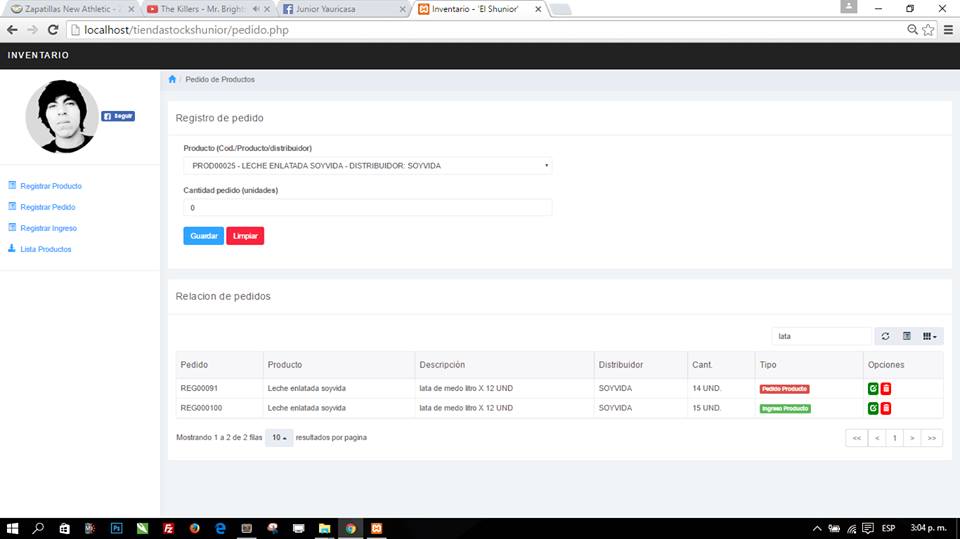 Zapatillas New Athletic - Z
The Killers - Mr. Bright
Junior Yauricasa
Inventario - 'El Shunior'
localhost/tiendastockshunior/pedido.php
INVENTARIO
Seguir
Registrar Producto
Registrar Pedido
Registrar Ingreso
Lista Productos
/ Pedido de Productos
Registro de pedido
Producto (Cod./Producto/distribuidor)
PROD00025 - LECHE ENLATADA SOYVIDA - DISTRIBUIDOR: SOYVIDA
Cantidad pedido (unidades)
0
Guardar Limpiar
Relacion de pedidos
lata
Pedido Producto Descripción Distribuidor Cant. Tipo Opciones
REG00091 Leche enlatada soyvida lata de medo litro X 12 UND SOYVIDA 14 UND. Pedido Producto
REG000100 Leche enlatada soyvida lata de medo litro X 12 UND SOYVIDA 15 UND. Ingreso Producto
Mostrando 1 a 2 de 2 filas 10 resultados por pagina
<< < 1 > >>
ESP 3:04 p. m.